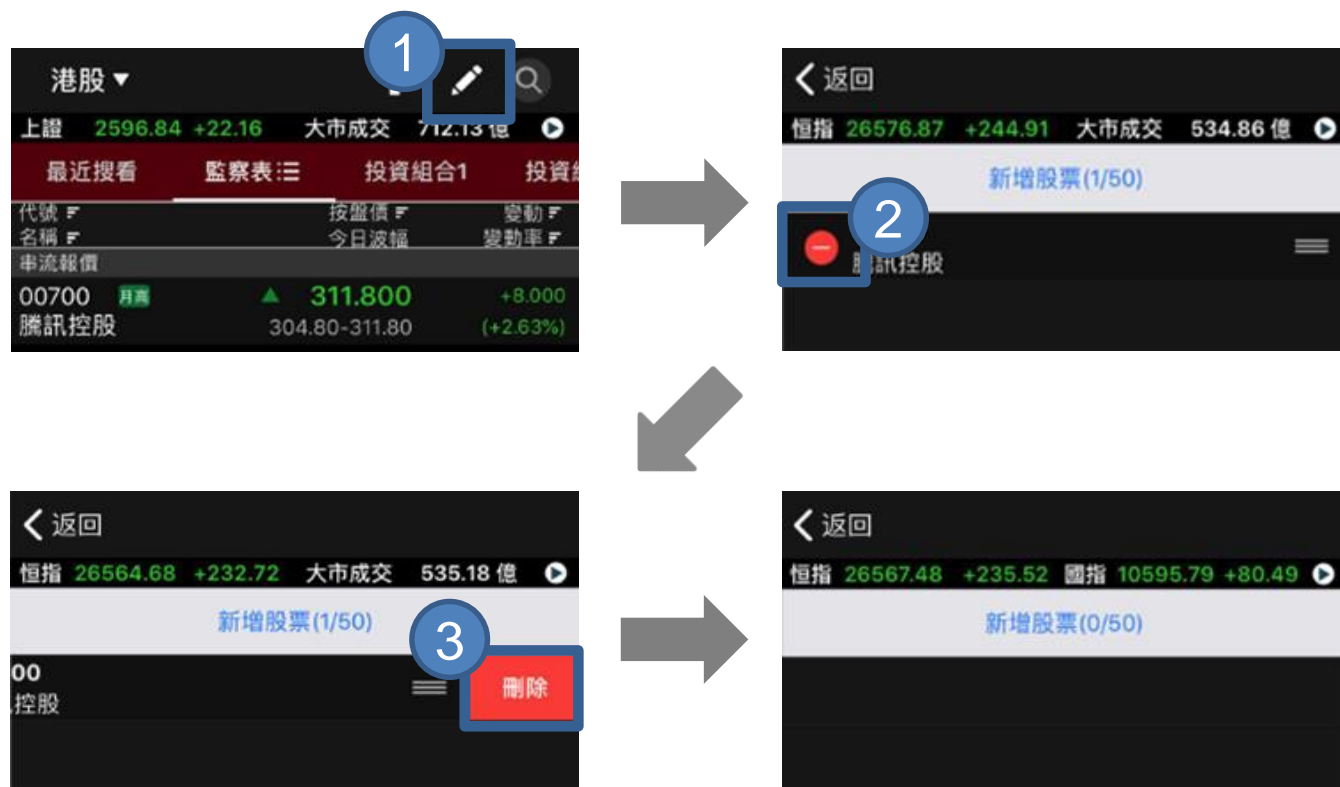 1
港股▼
上證 2596.84 +22.16 大市成交 712.13 億
最近搜看 監察表 投資組合1 投資
代號 按盤價 變動
名稱 今日波幅 變動率
串流報價
00700 月高 ▲ 311.800 +8.000
騰訊控股 304.80-311.80 (+2.63%)
返回
恒指 26576.87 +244.91 大市成交 534.86 億
新增股票(1/50)
2
騰訊控股
返回
恒指 26564.68 +232.72 大市成交 535.18 億
新增股票(1/50)
3
00
控股
刪除
返回
恒指 26567.48 +235.52 國指 10595.79 +80.49
新增股票(0/50)